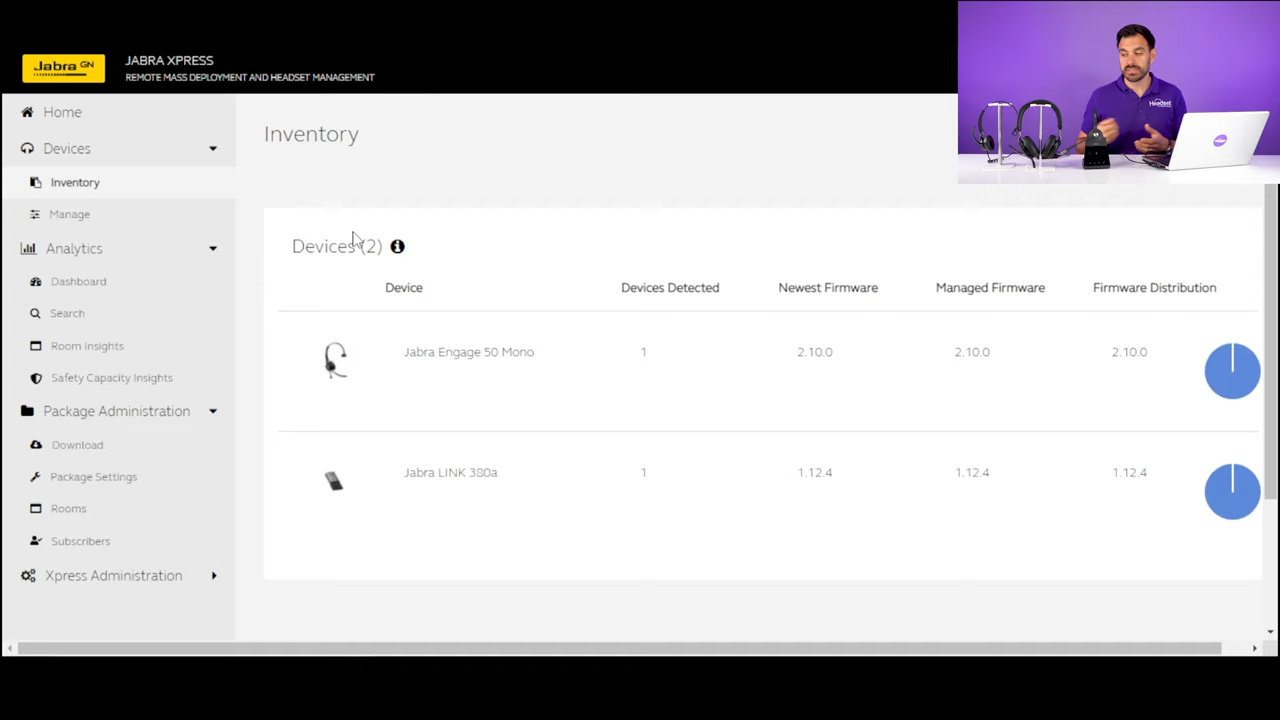 Jabra GN
JABRA XPRESS
REMOTE MASS DEPLOYMENT AND HEADSET MANAGEMENT
Home
Devices
Inventory
Manage
Analytics
Dashboard
Search
Room Insights
Safety Capacity Insights
Package Administration
Download
Package Settings
Rooms
Subscribers
Xpress Administration
Inventory
Devices (2)
Device Devices Detected Newest Firmware Managed Firmware Firmware Distribution
Jabra Engage 50 Mono 1 2.10.0 2.10.0 2.10.0
Jabra LINK 380a 1 1.12.4 1.12.4 1.12.4
Headset